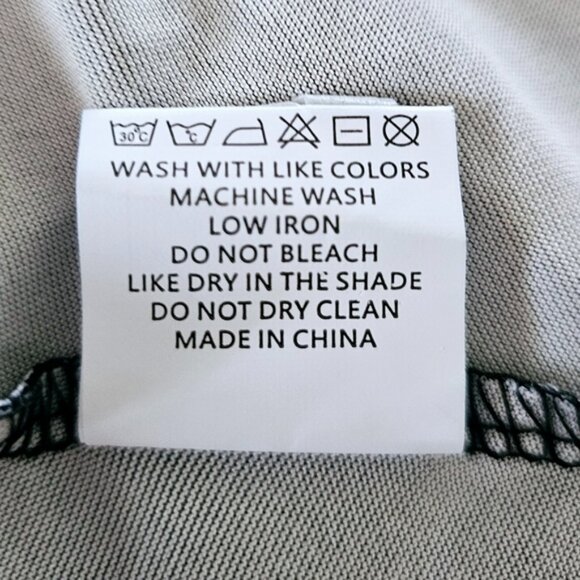 30°C °C
WASH WITH LIKE COLORS
MACHINE WASH
LOW IRON
DO NOT BLEACH
LIKE DRY IN THE SHADE
DO NOT DRY CLEAN
MADE IN CHINA